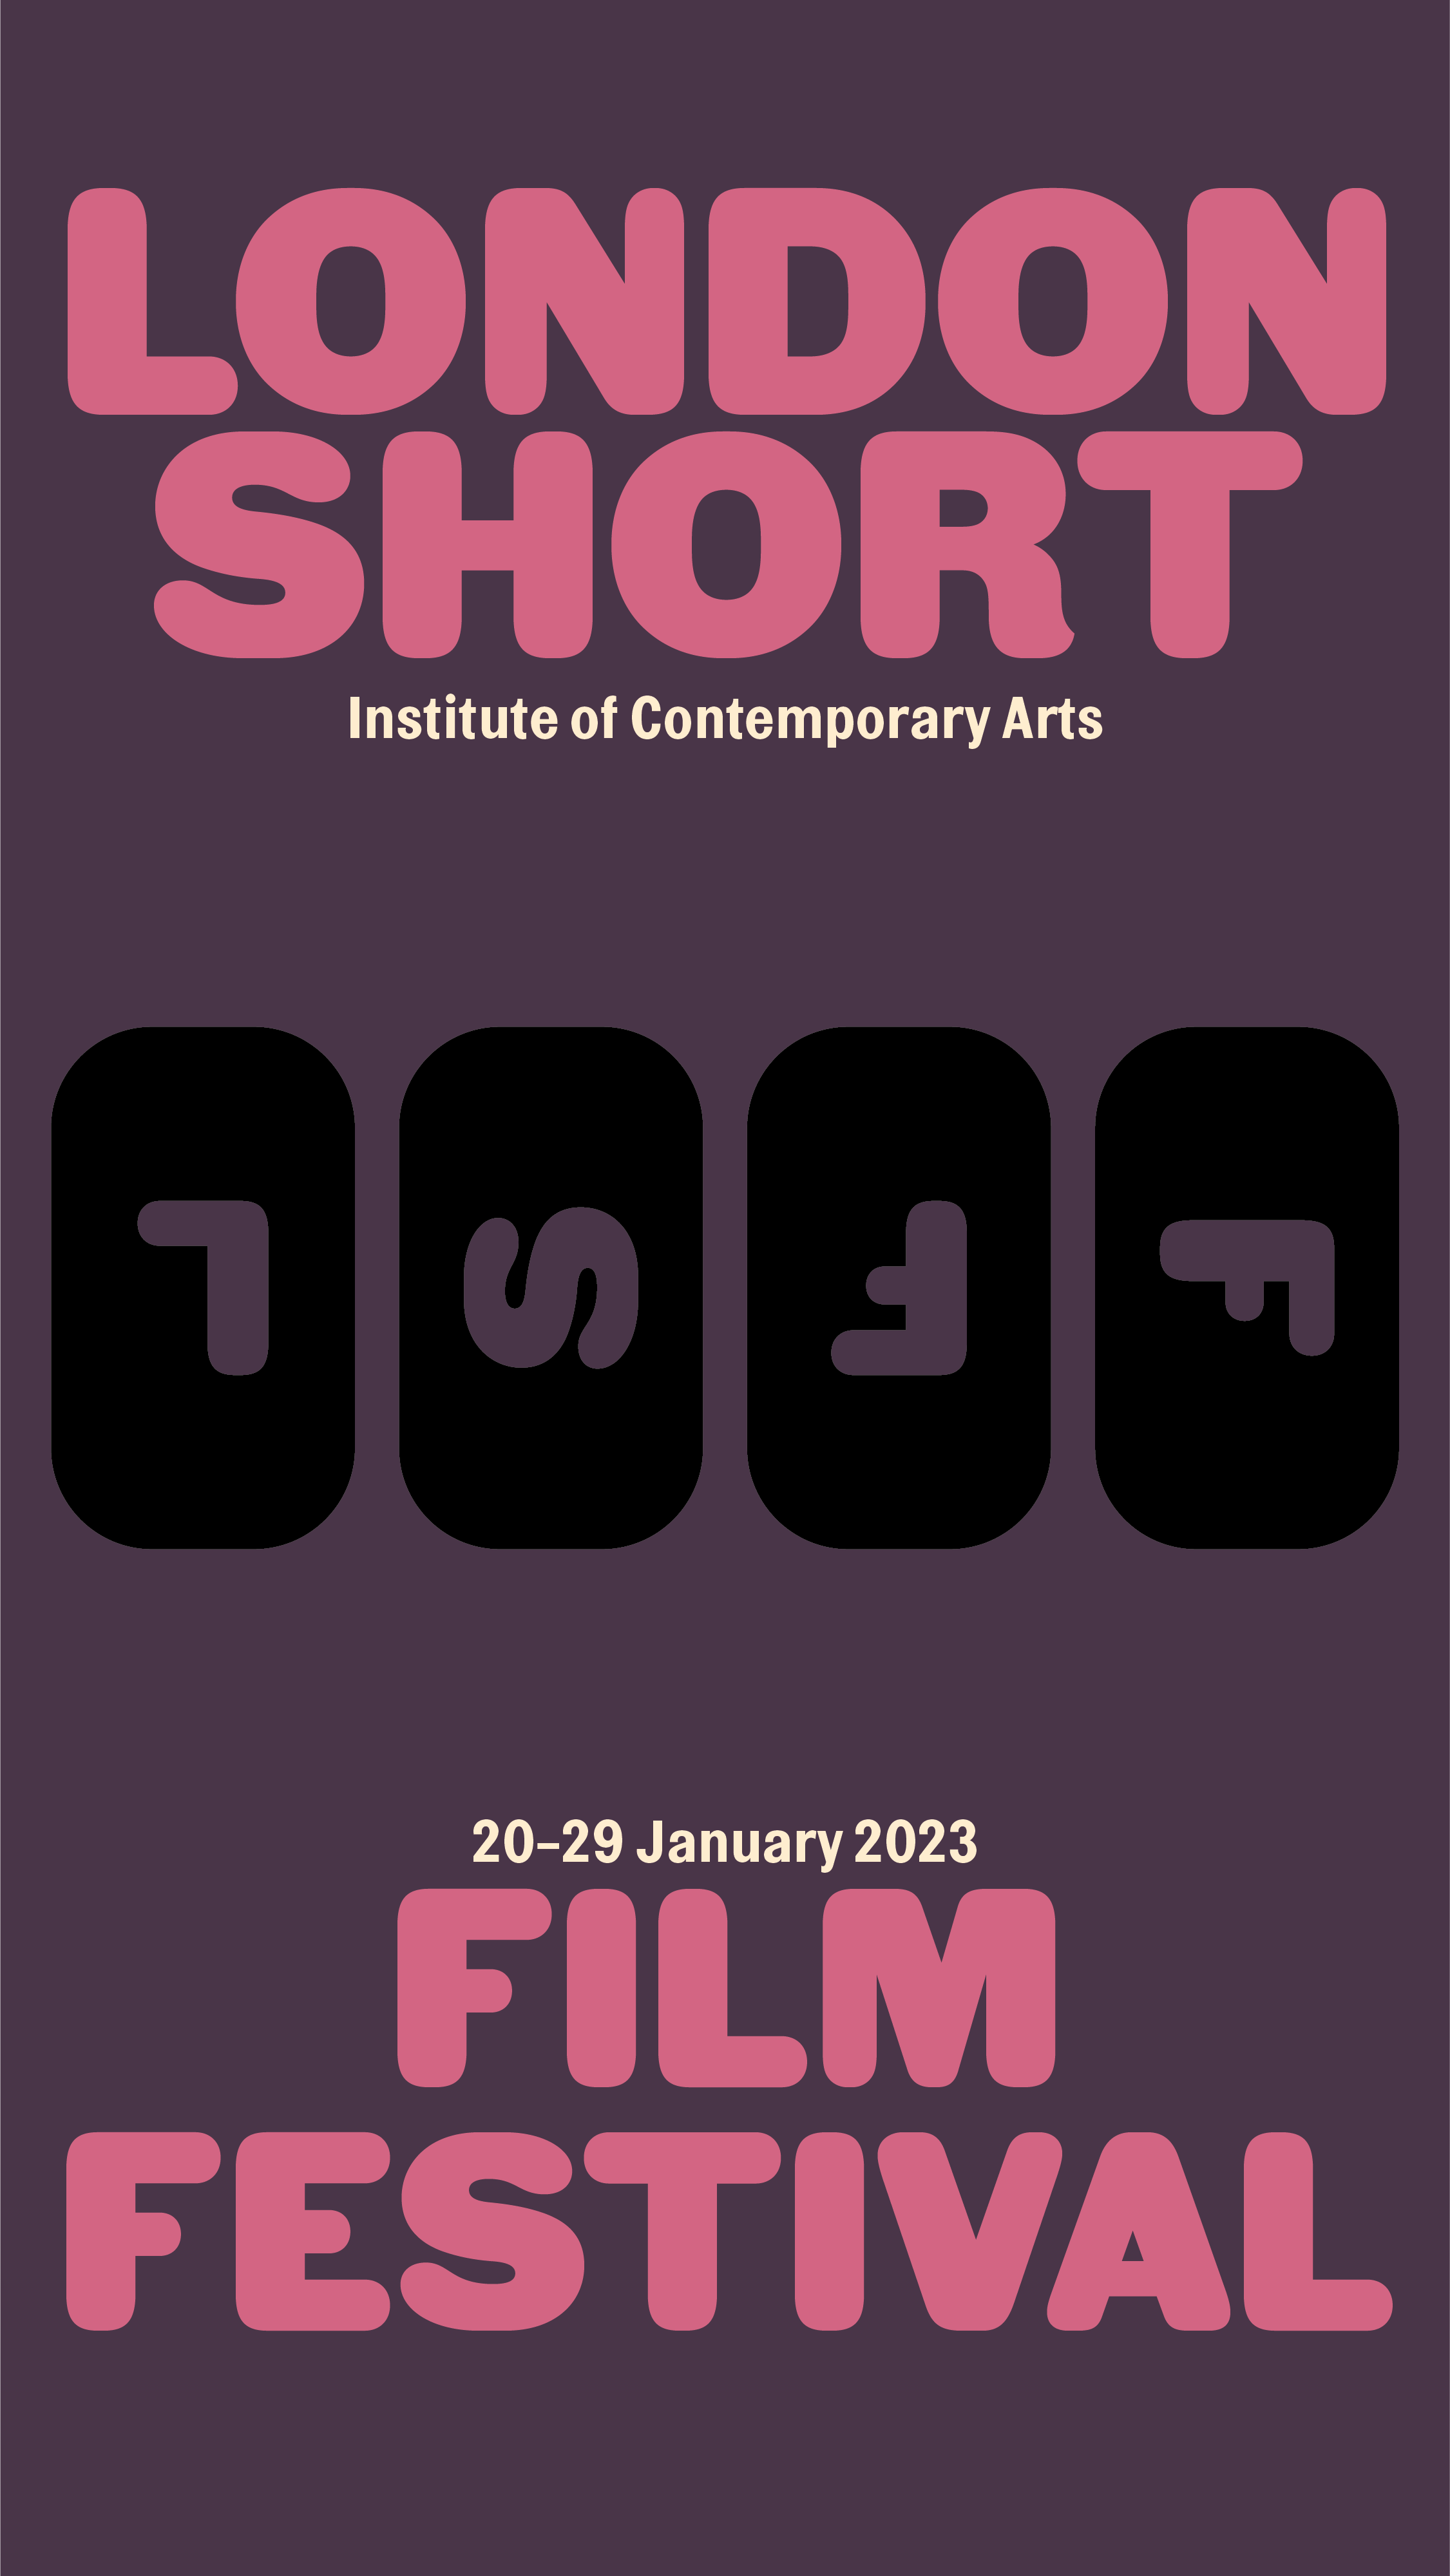 LONDON
SHORT
Institute of Contemporary Arts
L S F F
20–29 January 2023
FILM
FESTIVAL